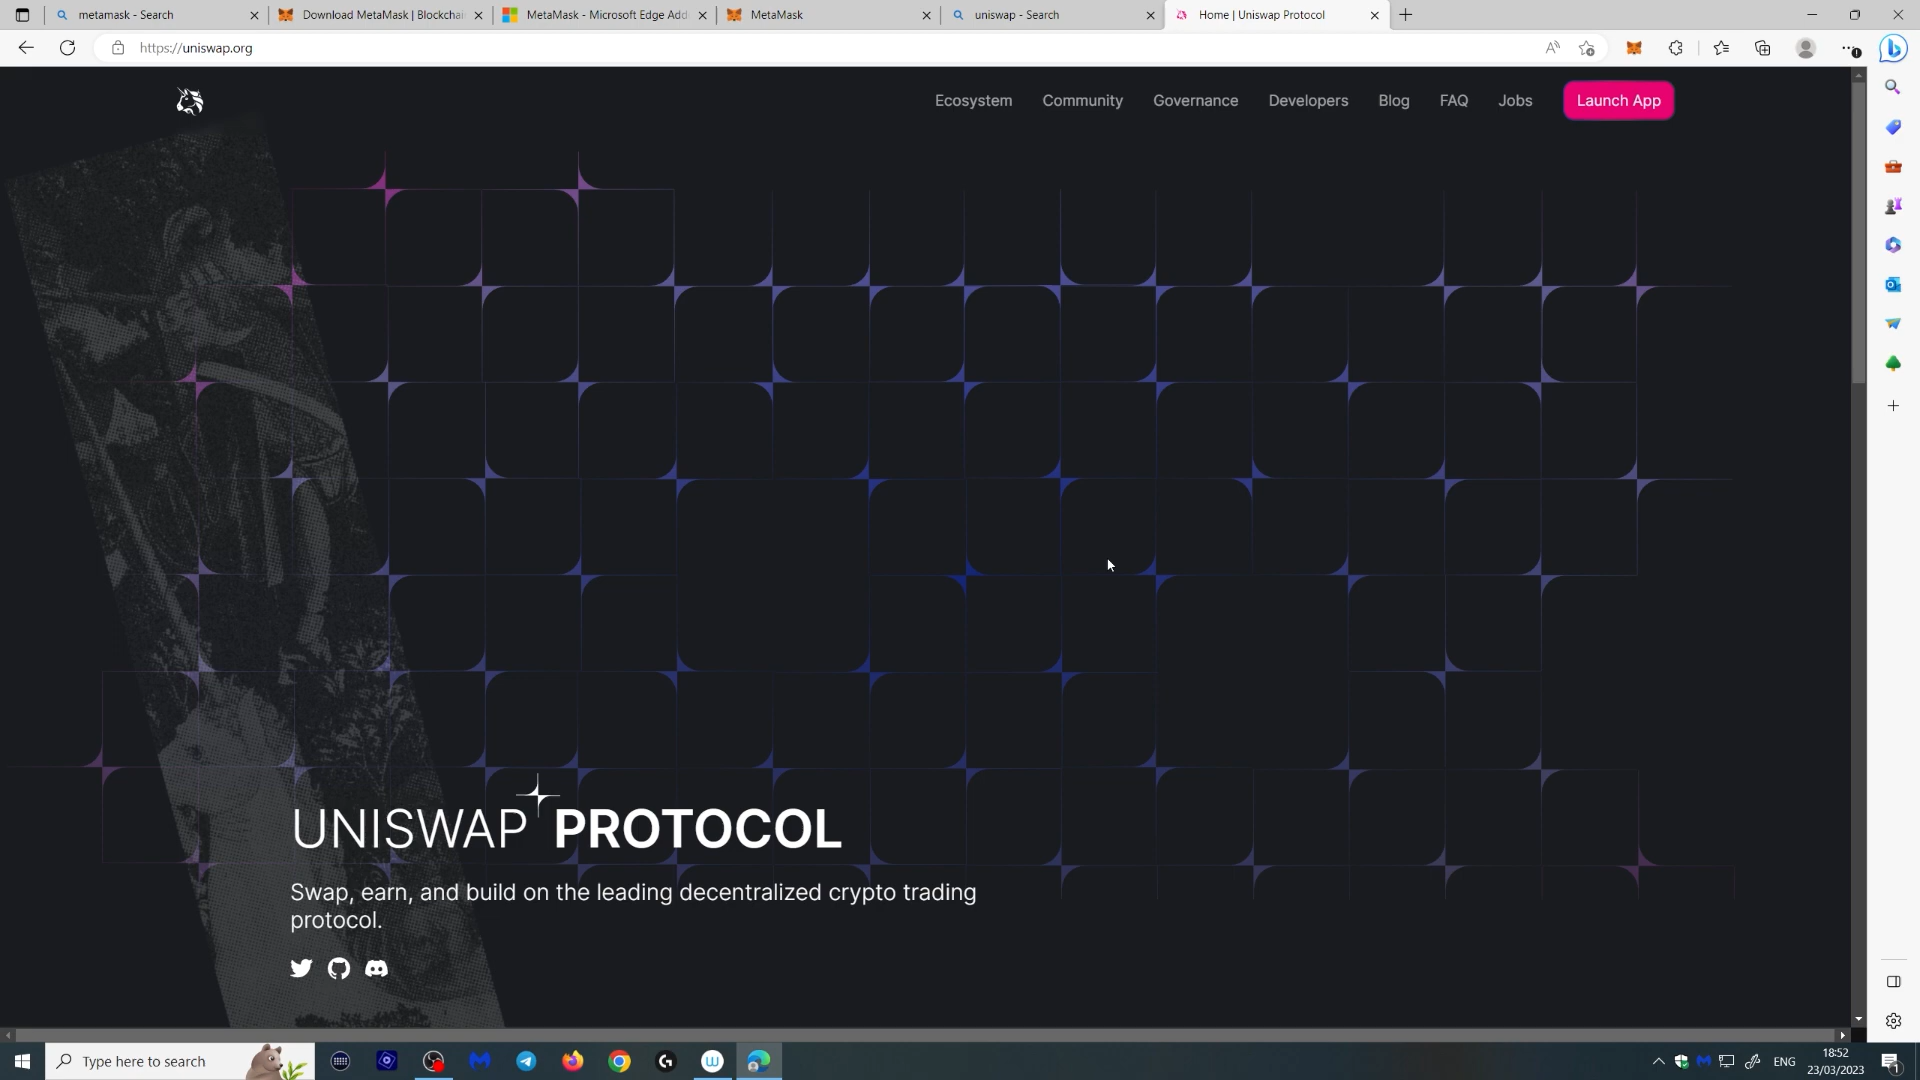 metamask - Search
Download MetaMask | Blockchai
MetaMask - Microsoft Edge Add
MetaMask
uniswap - Search
Home | Uniswap Protocol
https://uniswap.org
Ecosystem
Community
Governance
Developers
Blog
FAQ
Jobs
Launch App
UNISWAP PROTOCOL
Swap, earn, and build on the leading decentralized crypto trading
protocol.
Type here to search
ENG
18:52
23/03/2023
1